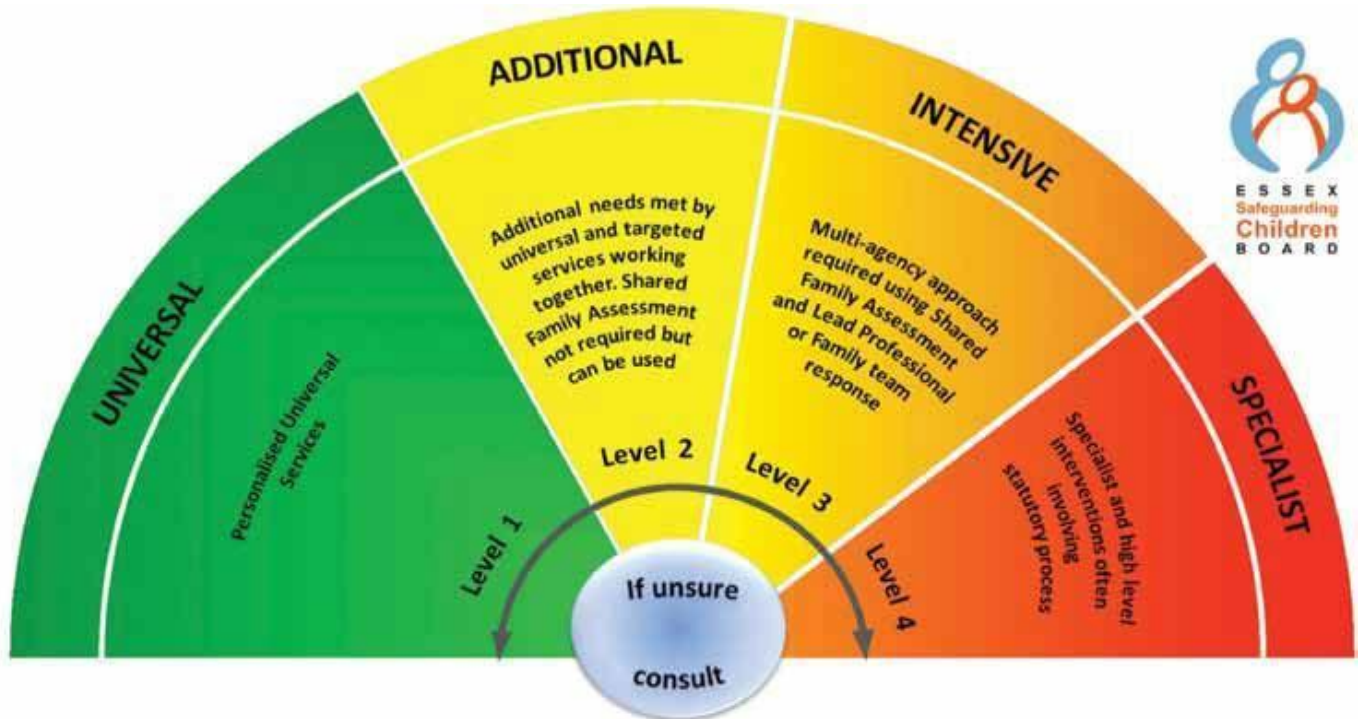 UNIVERSAL
Personalised Universal
Services
Level 1
ADDITIONAL
Additional needs met by
universal and targeted
services working
together. Shared
Family Assessment
not required but
can be used
Level 2
INTENSIVE
Multi-agency approach
required using Shared
Family Assessment
and Lead Professional
or Family team
response
Level 3
SPECIALIST
Specialist and high level
interventions often
involving
statutory process
Level 4
If unsure
consult
ESSEX
Safeguarding
Children
BOARD